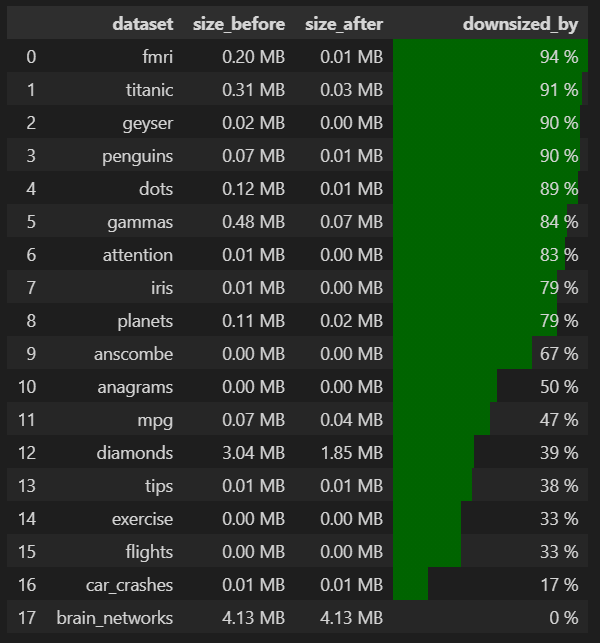 dataset size_before size_after downsized_by
0 fmri 0.20 MB 0.01 MB 94 %
1 titanic 0.31 MB 0.03 MB 91 %
2 geyser 0.02 MB 0.00 MB 90 %
3 penguins 0.07 MB 0.01 MB 90 %
4 dots 0.12 MB 0.01 MB 89 %
5 gammas 0.48 MB 0.07 MB 84 %
6 attention 0.01 MB 0.00 MB 83 %
7 iris 0.01 MB 0.00 MB 79 %
8 planets 0.11 MB 0.02 MB 79 %
9 anscombe 0.00 MB 0.00 MB 67 %
10 anagrams 0.00 MB 0.00 MB 50 %
11 mpg 0.07 MB 0.04 MB 47 %
12 diamonds 3.04 MB 1.85 MB 39 %
13 tips 0.01 MB 0.01 MB 38 %
14 exercise 0.00 MB 0.00 MB 33 %
15 flights 0.00 MB 0.00 MB 33 %
16 car_crashes 0.01 MB 0.01 MB 17 %
17 brain_networks 4.13 MB 4.13 MB 0 %